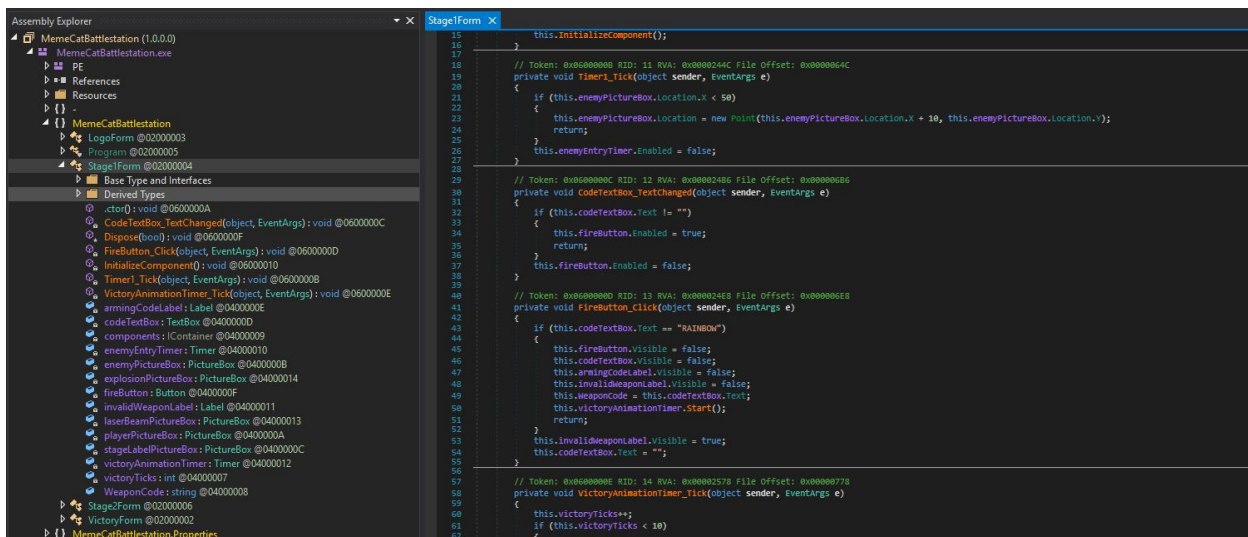 Assembly Explorer
MemeCatBattlestation (1.0.0.0)
MemeCatBattlestation.exe
PE
References
Resources
{ } -
{ } MemeCatBattlestation
LogoForm @02000003
Program @02000005
Stage1Form @02000004
Base Type and Interfaces
Derived Types
.ctor() : void @0600000A
CodeTextBox_TextChanged(object, EventArgs) : void @0600000C
Dispose(bool) : void @0600000F
FireButton_Click(object, EventArgs) : void @0600000D
InitializeComponent() : void @06000010
Timer1_Tick(object, EventArgs) : void @0600000B
VictoryAnimationTimer_Tick(object, EventArgs) : void @0600000E
armingCodeLabel : Label @0400000E
codeTextBox : TextBox @0400000D
components : IContainer @04000009
enemyEntryTimer : Timer @04000010
enemyPictureBox : PictureBox @0400000B
explosionPictureBox : PictureBox @04000014
fireButton : Button @0400000F
invalidWeaponLabel : Label @04000011
laserBeamPictureBox : PictureBox @04000013
playerPictureBox : PictureBox @0400000A
stageLabelPictureBox : PictureBox @0400000C
victoryAnimationTimer : Timer @04000012
victoryTicks : int @04000007
WeaponCode : string @04000008
Stage2Form @02000006
VictoryForm @02000002
{ } MemeCatBattlestation.Properties
Stage1Form X
15 this.InitializeComponent();
16 }
17
18 // Token: 0x0600000B RID: 11 RVA: 0x0000244C File Offset: 0x0000064C
19 private void Timer1_Tick(object sender, EventArgs e)
20 {
21 if (this.enemyPictureBox.Location.X < 50)
22 {
23 this.enemyPictureBox.Location = new Point(this.enemyPictureBox.Location.X + 10, this.enemyPictureBox.Location.Y);
24 return;
25 }
26 this.enemyEntryTimer.Enabled = false;
27 }
28
29 // Token: 0x0600000C RID: 12 RVA: 0x000024B6 File Offset: 0x000006B6
30 private void CodeTextBox_TextChanged(object sender, EventArgs e)
31 {
32 if (this.codeTextBox.Text != "")
33 {
34 this.fireButton.Enabled = true;
35 return;
36 }
37 this.fireButton.Enabled = false;
38 }
39
40 // Token: 0x0600000D RID: 13 RVA: 0x000024E8 File Offset: 0x000006E8
41 private void FireButton_Click(object sender, EventArgs e)
42 {
43 if (this.codeTextBox.Text == "RAINBOW")
44 {
45 this.fireButton.Visible = false;
46 this.codeTextBox.Visible = false;
47 this.armingCodeLabel.Visible = false;
48 this.invalidWeaponLabel.Visible = false;
49 this.WeaponCode = this.codeTextBox.Text;
50 this.victoryAnimationTimer.Start();
51 return;
52 }
53 this.invalidWeaponLabel.Visible = true;
54 this.codeTextBox.Text = "";
55 }
56
57 // Token: 0x0600000E RID: 14 RVA: 0x00002578 File Offset: 0x00000778
58 private void VictoryAnimationTimer_Tick(object sender, EventArgs e)
59 {
60 this.victoryTicks++;
61 if (this.victoryTicks < 10)
62 {